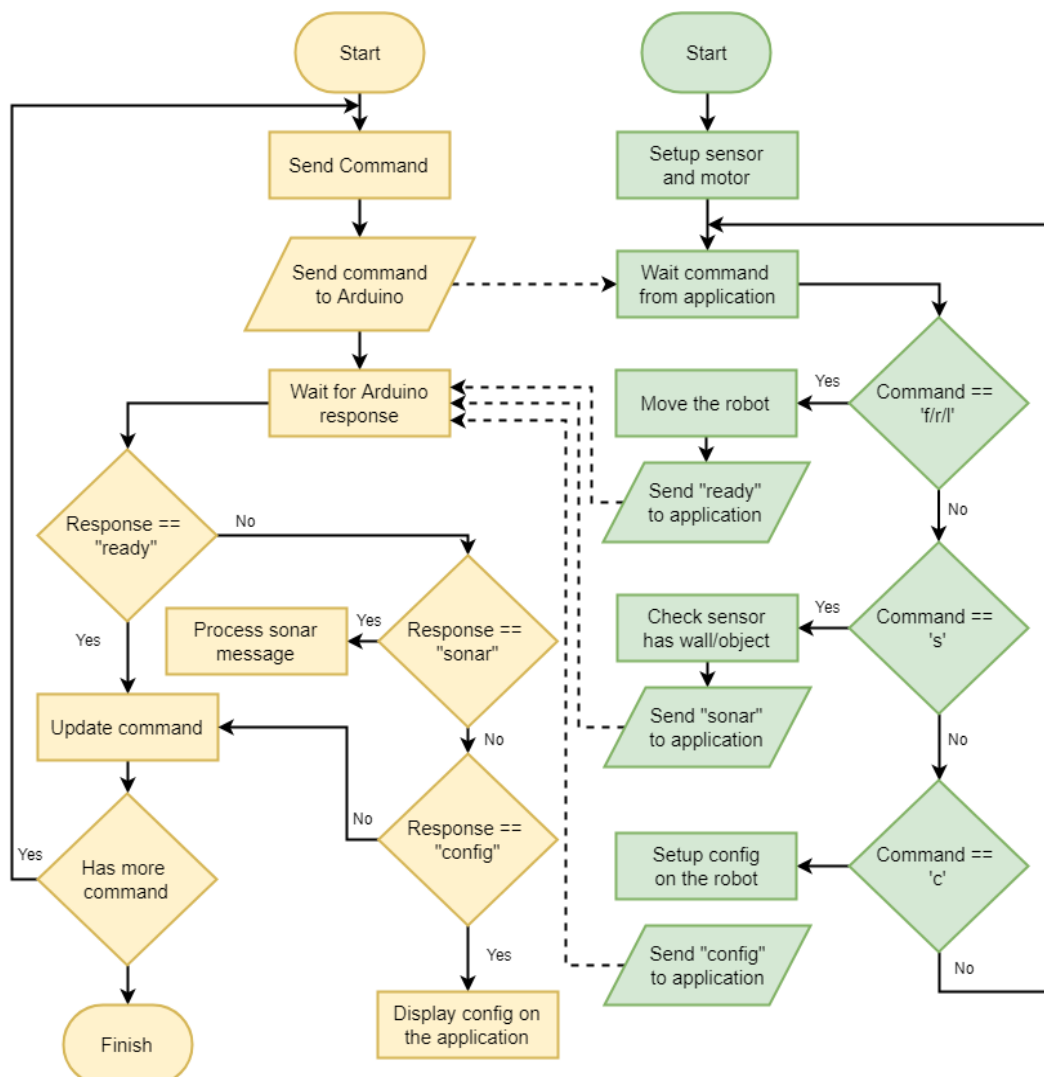 Start
Send Command
Send command
to Arduino
Wait for Arduino
response
Response ==
"ready"
No
Yes
Response ==
"sonar"
Yes
Process sonar
message
No
Update command
Response ==
"config"
No
Yes
Has more
command
Yes
Display config on
the application
Finish
Start
Setup sensor
and motor
Wait command
from application
Command ==
'f/r/l'
Yes
Move the robot
Send "ready"
to application
No
Command ==
's'
Yes
Check sensor
has wall/object
Send "sonar"
to application
No
Command ==
'c'
Setup config
on the robot
Send "config"
to application
No